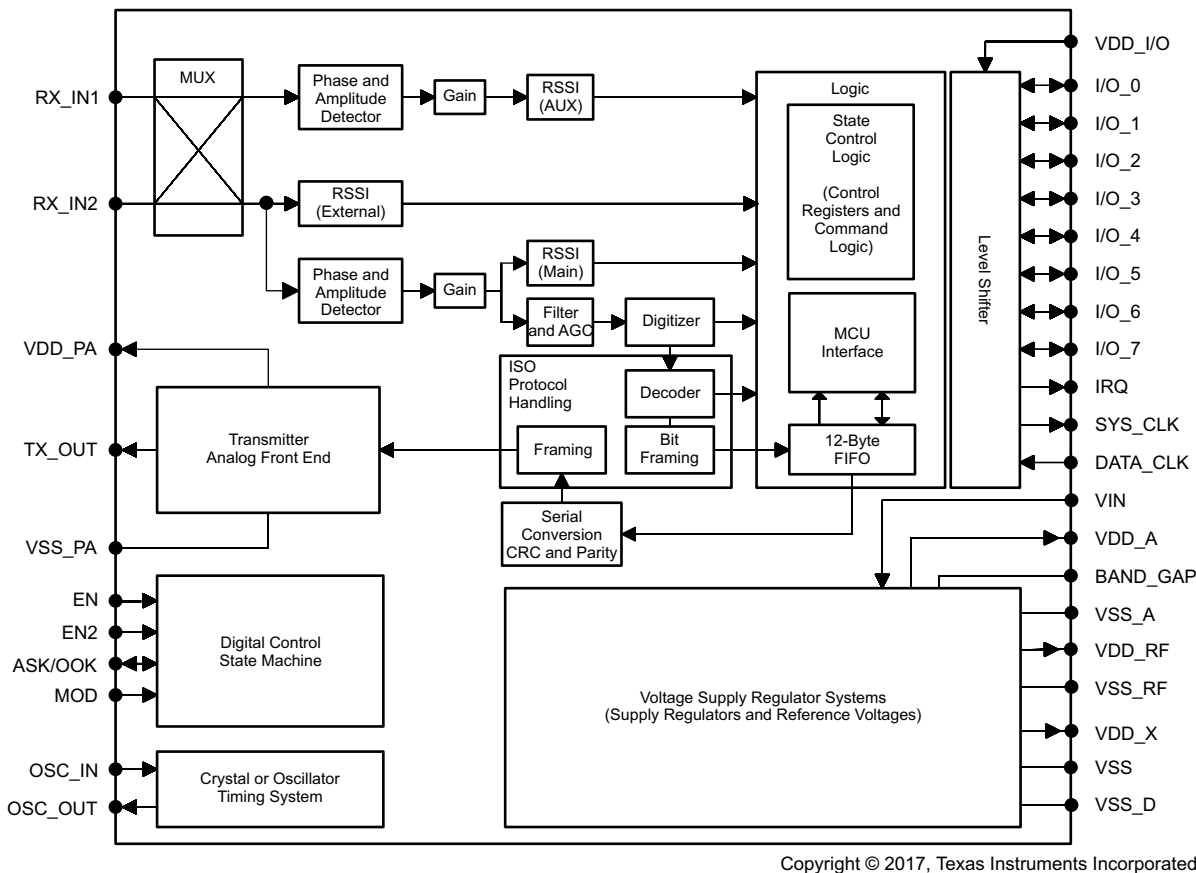 MUX
RX_IN1
Phase and
Amplitude
Detector
Gain
RSSI
(AUX)
RX_IN2
RSSI
(External)
Phase and
Amplitude
Detector
Gain
RSSI
(Main)
Filter
and AGC
Digitizer
ISO
Protocol
Handling
Decoder
Bit
Framing
Framing
Serial
Conversion
CRC and Parity
Logic
State
Control
Logic
(Control
Registers and
Command
Logic)
MCU
Interface
12-Byte
FIFO
Level Shifter
VDD_PA
Transmitter
Analog Front End
TX_OUT
VSS_PA
EN
EN2
ASK/OOK
MOD
Digital Control
State Machine
OSC_IN
OSC_OUT
Crystal or Oscillator
Timing System
Voltage Supply Regulator Systems
(Supply Regulators and Reference Voltages)
VDD_I/O
I/O_0
I/O_1
I/O_2
I/O_3
I/O_4
I/O_5
I/O_6
I/O_7
IRQ
SYS_CLK
DATA_CLK
VIN
VDD_A
BAND_GAP
VSS_A
VDD_RF
VSS_RF
VDD_X
VSS
VSS_D
Copyright © 2017, Texas Instruments Incorporated